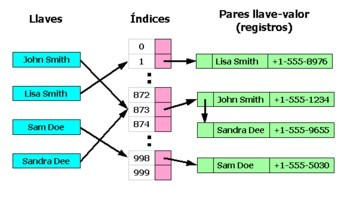 Llaves
Índices
Pares llave-valor
(registros)
John Smith
Lisa Smith
Sam Doe
Sandra Dee
0
1
872
873
874
998
999
Lisa Smith +1-555-8976
John Smith +1-555-1234
Sandra Dee +1-555-9655
Sam Doe +1-555-5030